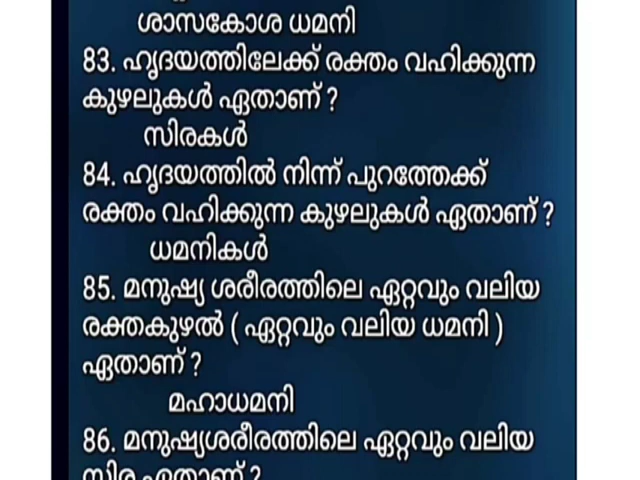 ശ്വാസകോശ ധമനി
83. ഹൃദയത്തിലേക്ക് രക്തം വഹിക്കുന്ന
കുഴലുകൾ ഏതാണ് ?
സിരകൾ
84. ഹൃദയത്തിൽ നിന്ന് പുറത്തേക്ക്
രക്തം വഹിക്കുന്ന കുഴലുകൾ ഏതാണ് ?
ധമനികൾ
85. മനുഷ്യ ശരീരത്തിലെ ഏറ്റവും വലിയ
രക്തകുഴൽ ( ഏറ്റവും വലിയ ധമനി )
ഏതാണ് ?
മഹാധമനി
86. മനുഷ്യശരീരത്തിലെ ഏറ്റവും വലിയ
സിര ഏതാണ് ?